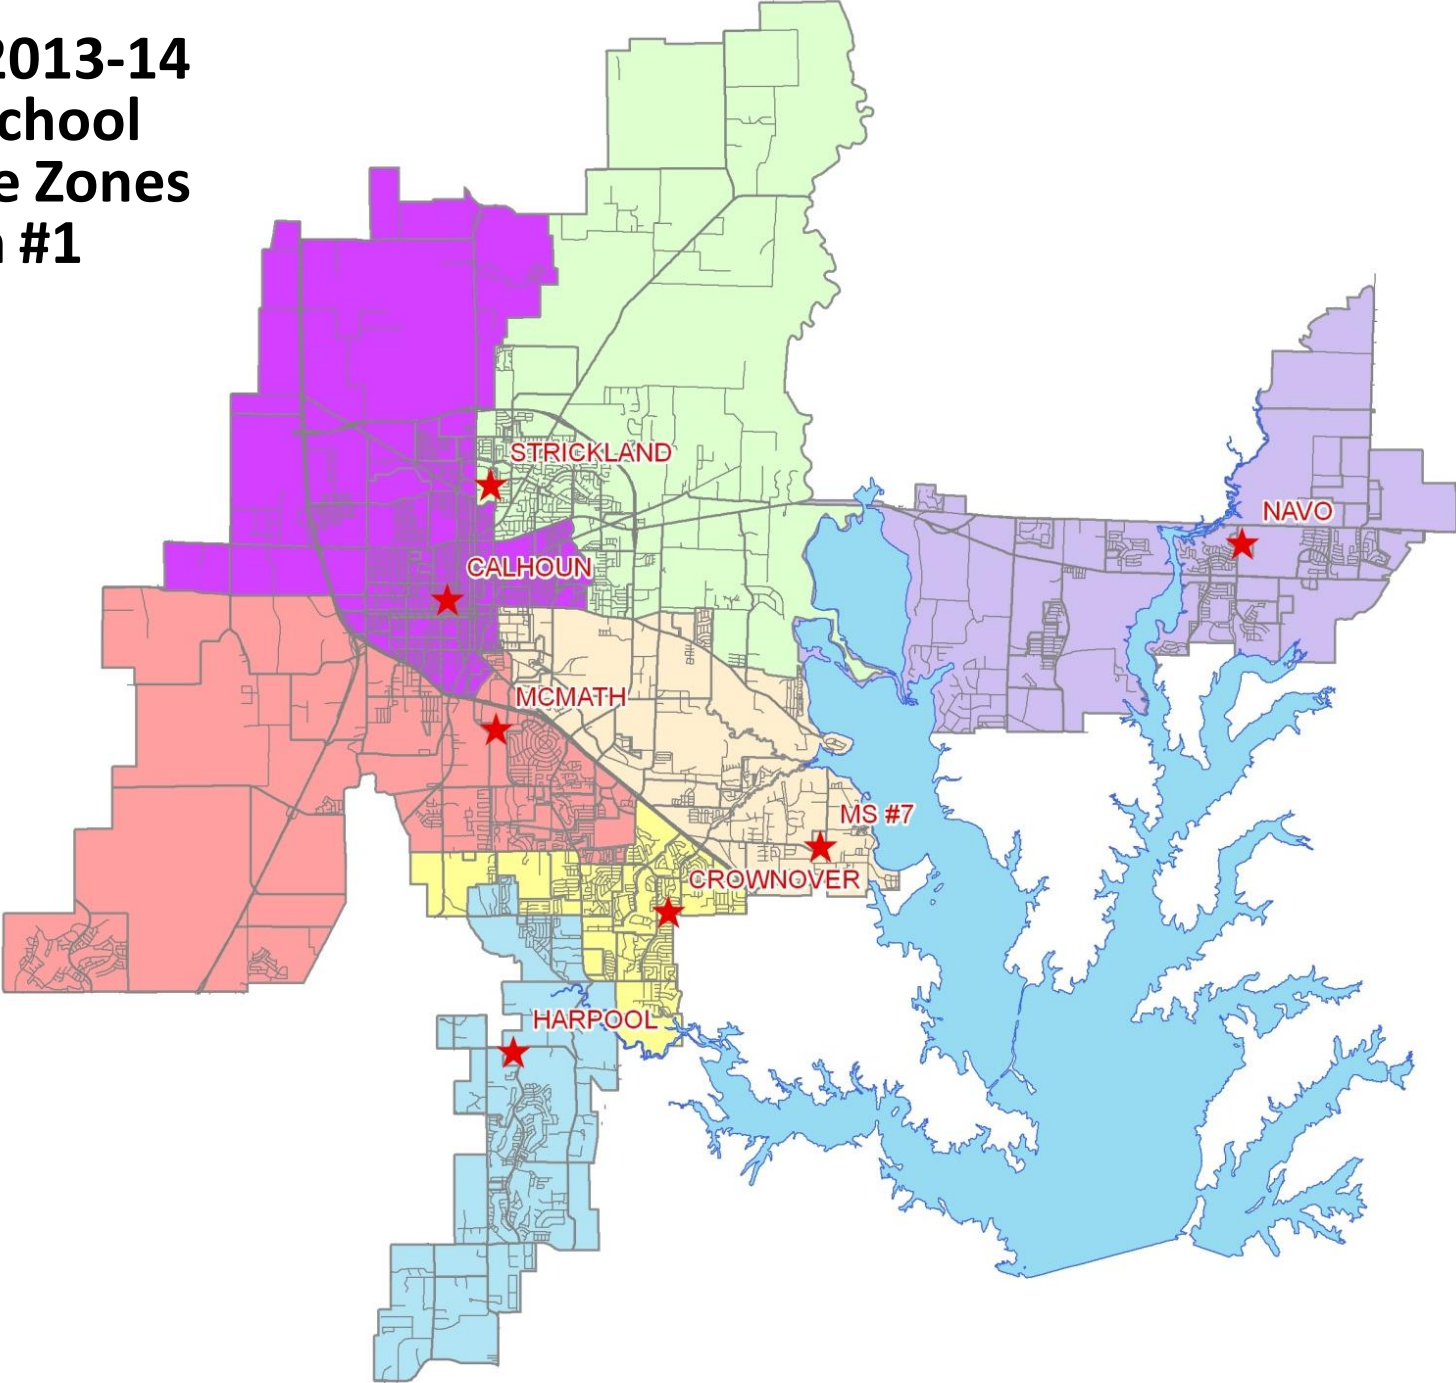 2013-14
chool
e Zones
#1
STRICKLAND
NAVO
CALHOUN
MCMATH
MS #7
CROWNOVER
HARPOOL